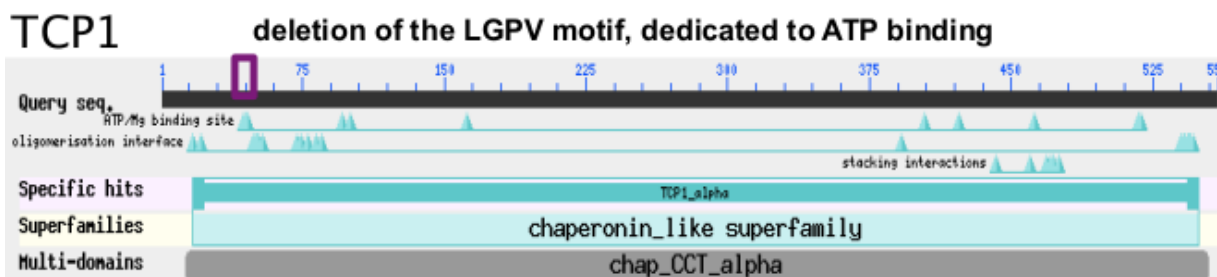 TCP1 deletion of the LGPV motif, dedicated to ATP binding
1 75 150 225 300 375 450 525 55
Query seq.
ATP/Mg binding site
oligomerisation interface
stacking interactions
Specific hits TCP1_alpha
Superfamilies chaperonin_like superfamily
Multi-domains chap_CCT_alpha